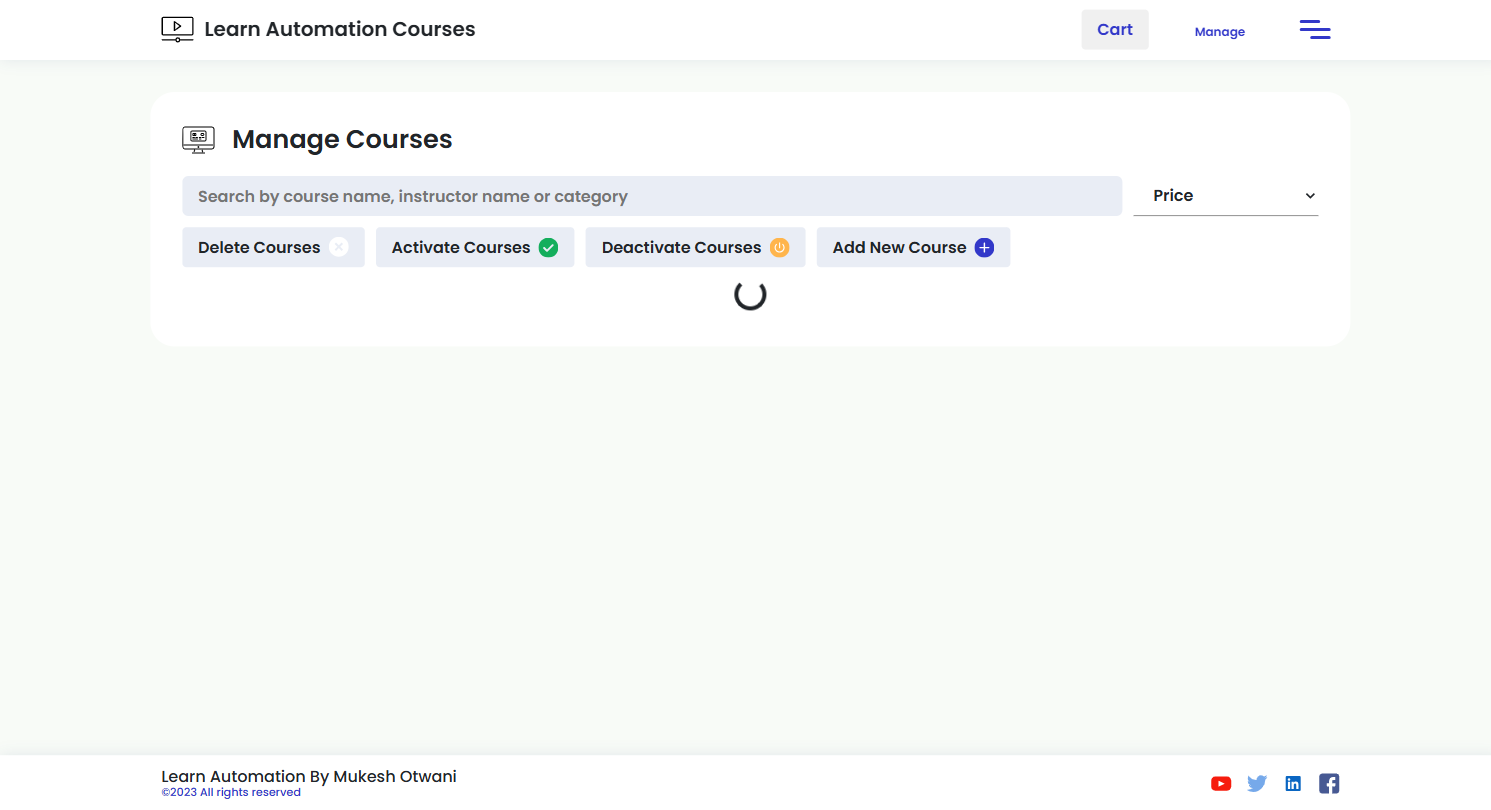 Learn Automation Courses
Cart
Manage
Manage Courses
Search by course name, instructor name or category
Price
Delete Courses
Activate Courses
Deactivate Courses
Add New Course
Learn Automation By Mukesh Otwani
©2023 All rights reserved